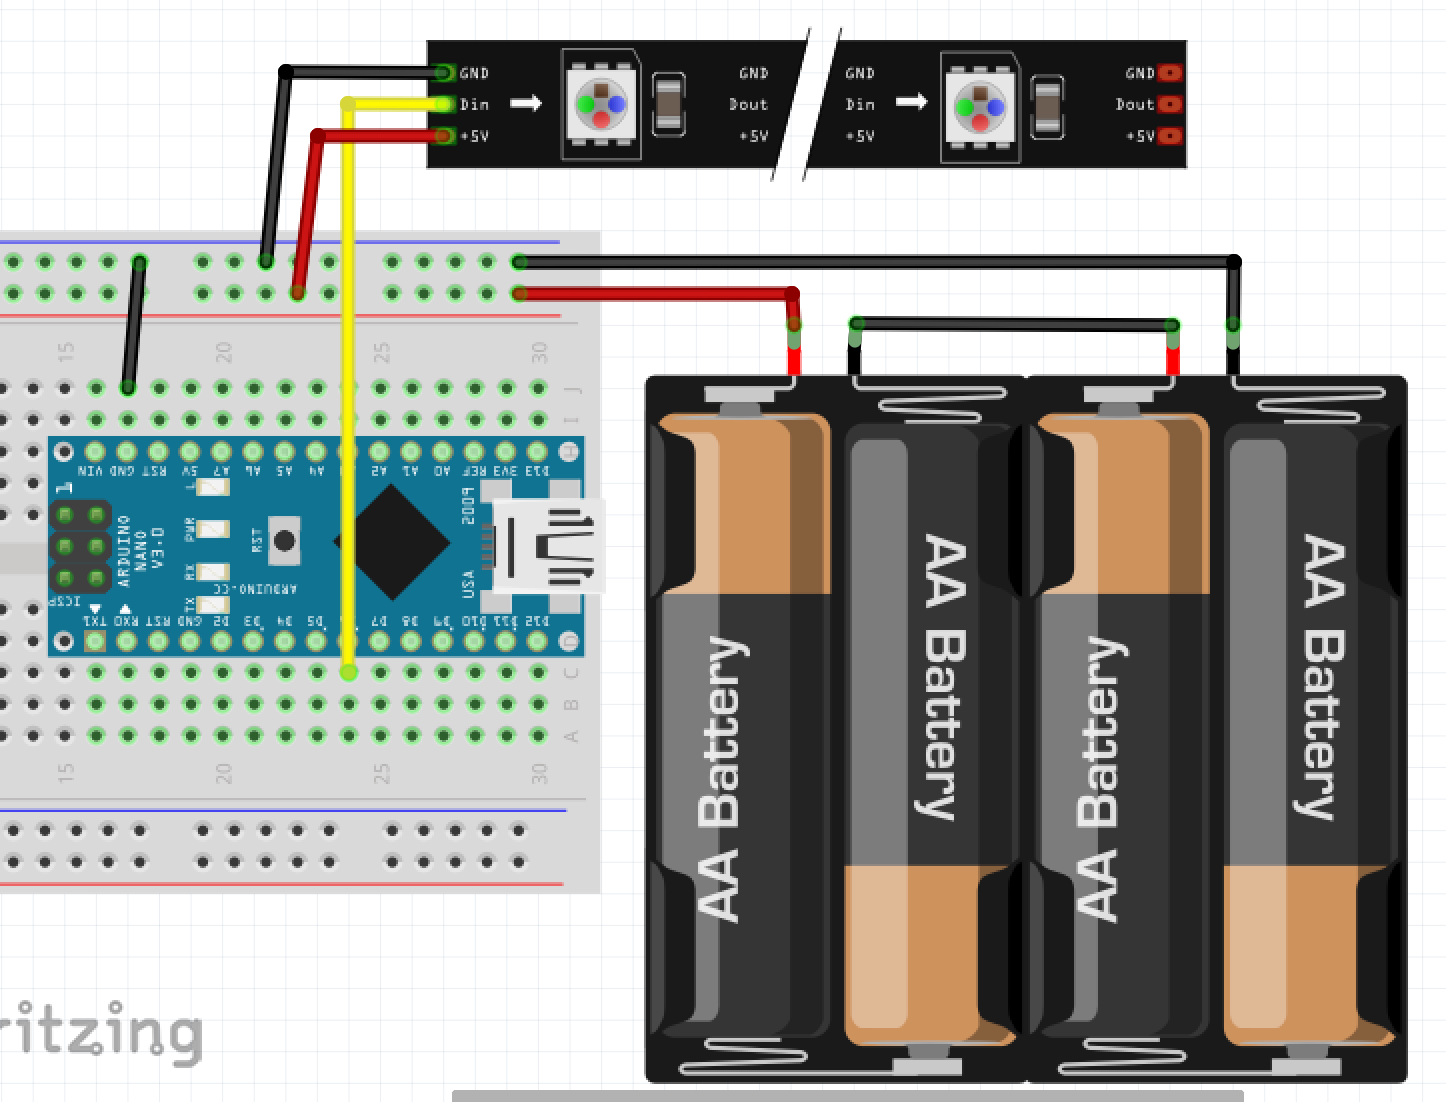 GND GND GND GND
Din Dout Din Dout
+5V +5V +5V +5V
15 20 25 30
J
I
H
VIN GND RST 5V A7 A6 A5 A4 A2 A1 A0 REF 3V3 D13
1 L 2009
ARDUINO
NANO
V3.0
PWR
RST
RX
TX
ARDUINO.CC
USA
ICSP
TX1 RX0 RST GND D2 D3 D4 D5 D7 D8 D9 D10 D11 D12
D
C
B
A
15 20 25 30
AA Battery
AA Battery
AA Battery
AA Battery
ritzing